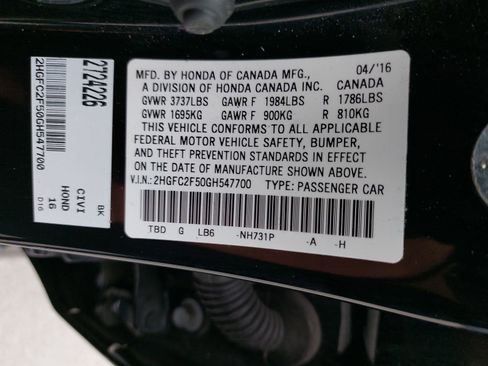 2724226
2HGFC2F50GH547700
BK
CIVI
HOND
16
D16
MFD. BY HONDA OF CANADA MFG., 04/'16
A DIVISION OF HONDA CANADA INC. CANADA
GVWR 3737LBS GAWR F 1984LBS R 1786LBS
GVWR 1695KG GAWR F 900KG R 810KG
THIS VEHICLE CONFORMS TO ALL APPLICABLE
FEDERAL MOTOR VEHICLE SAFETY, BUMPER,
AND THEFT PREVENTION STANDARDS IN EFFECT
ON THE DATE OF MANUFACTURE SHOWN ABOVE.
V.I.N.: 2HGFC2F50GH547700 TYPE: PASSENGER CAR
TBD G LB6 -NH731P -A -H